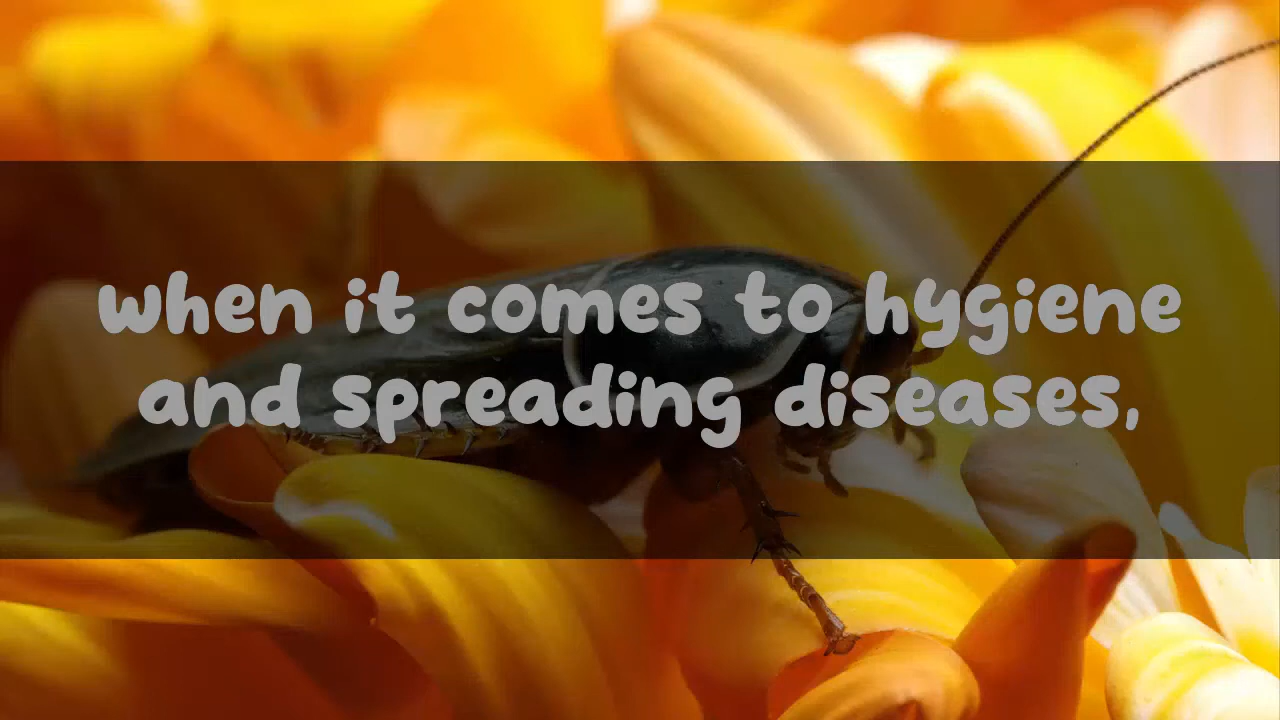 when it comes to hygiene
and spreading diseases,